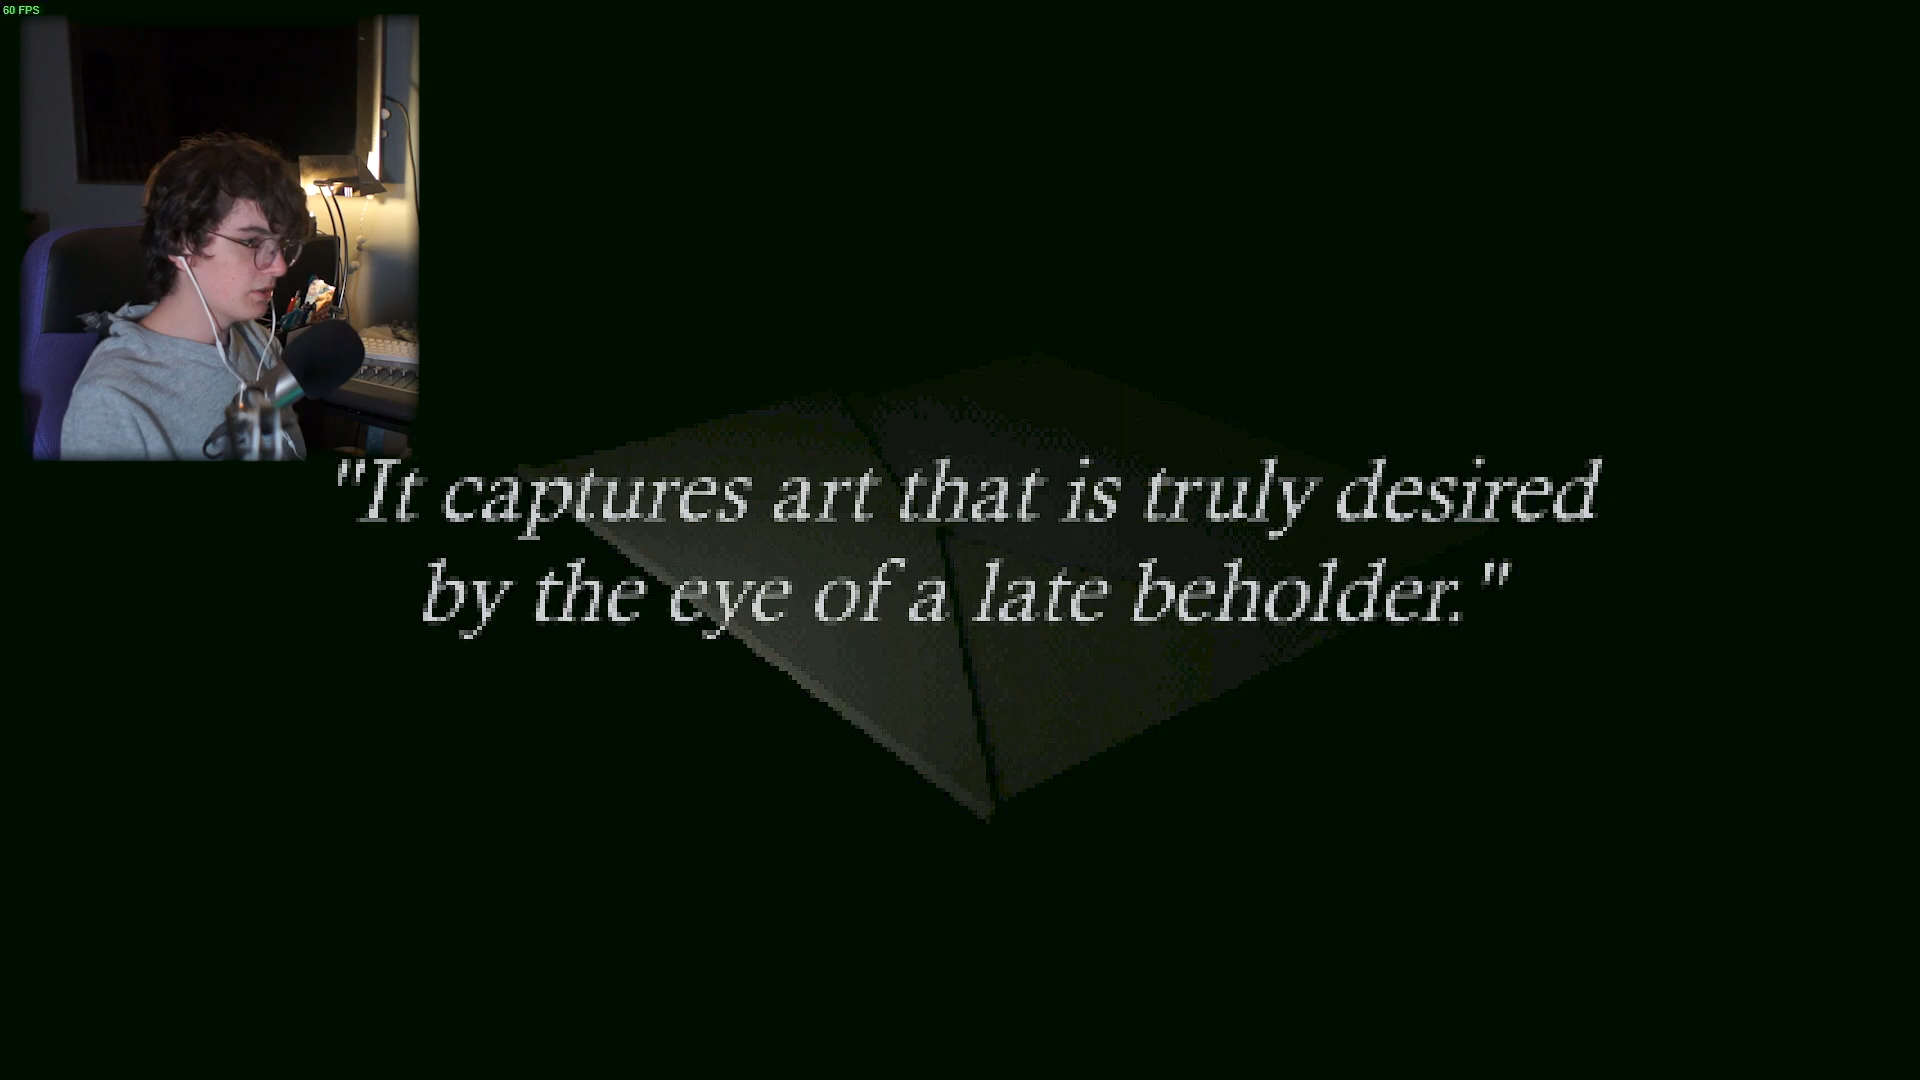 60 FPS
"It captures art that is truly desired
by the eye of a late beholder."